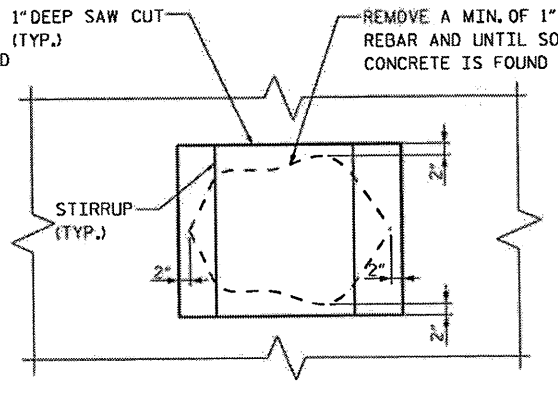 1" DEEP SAW CUT
(TYP.)
D
REMOVE A MIN. OF 1"
REBAR AND UNTIL SO
CONCRETE IS FOUND
2"
STIRRUP
(TYP.)
2"
2"
2"